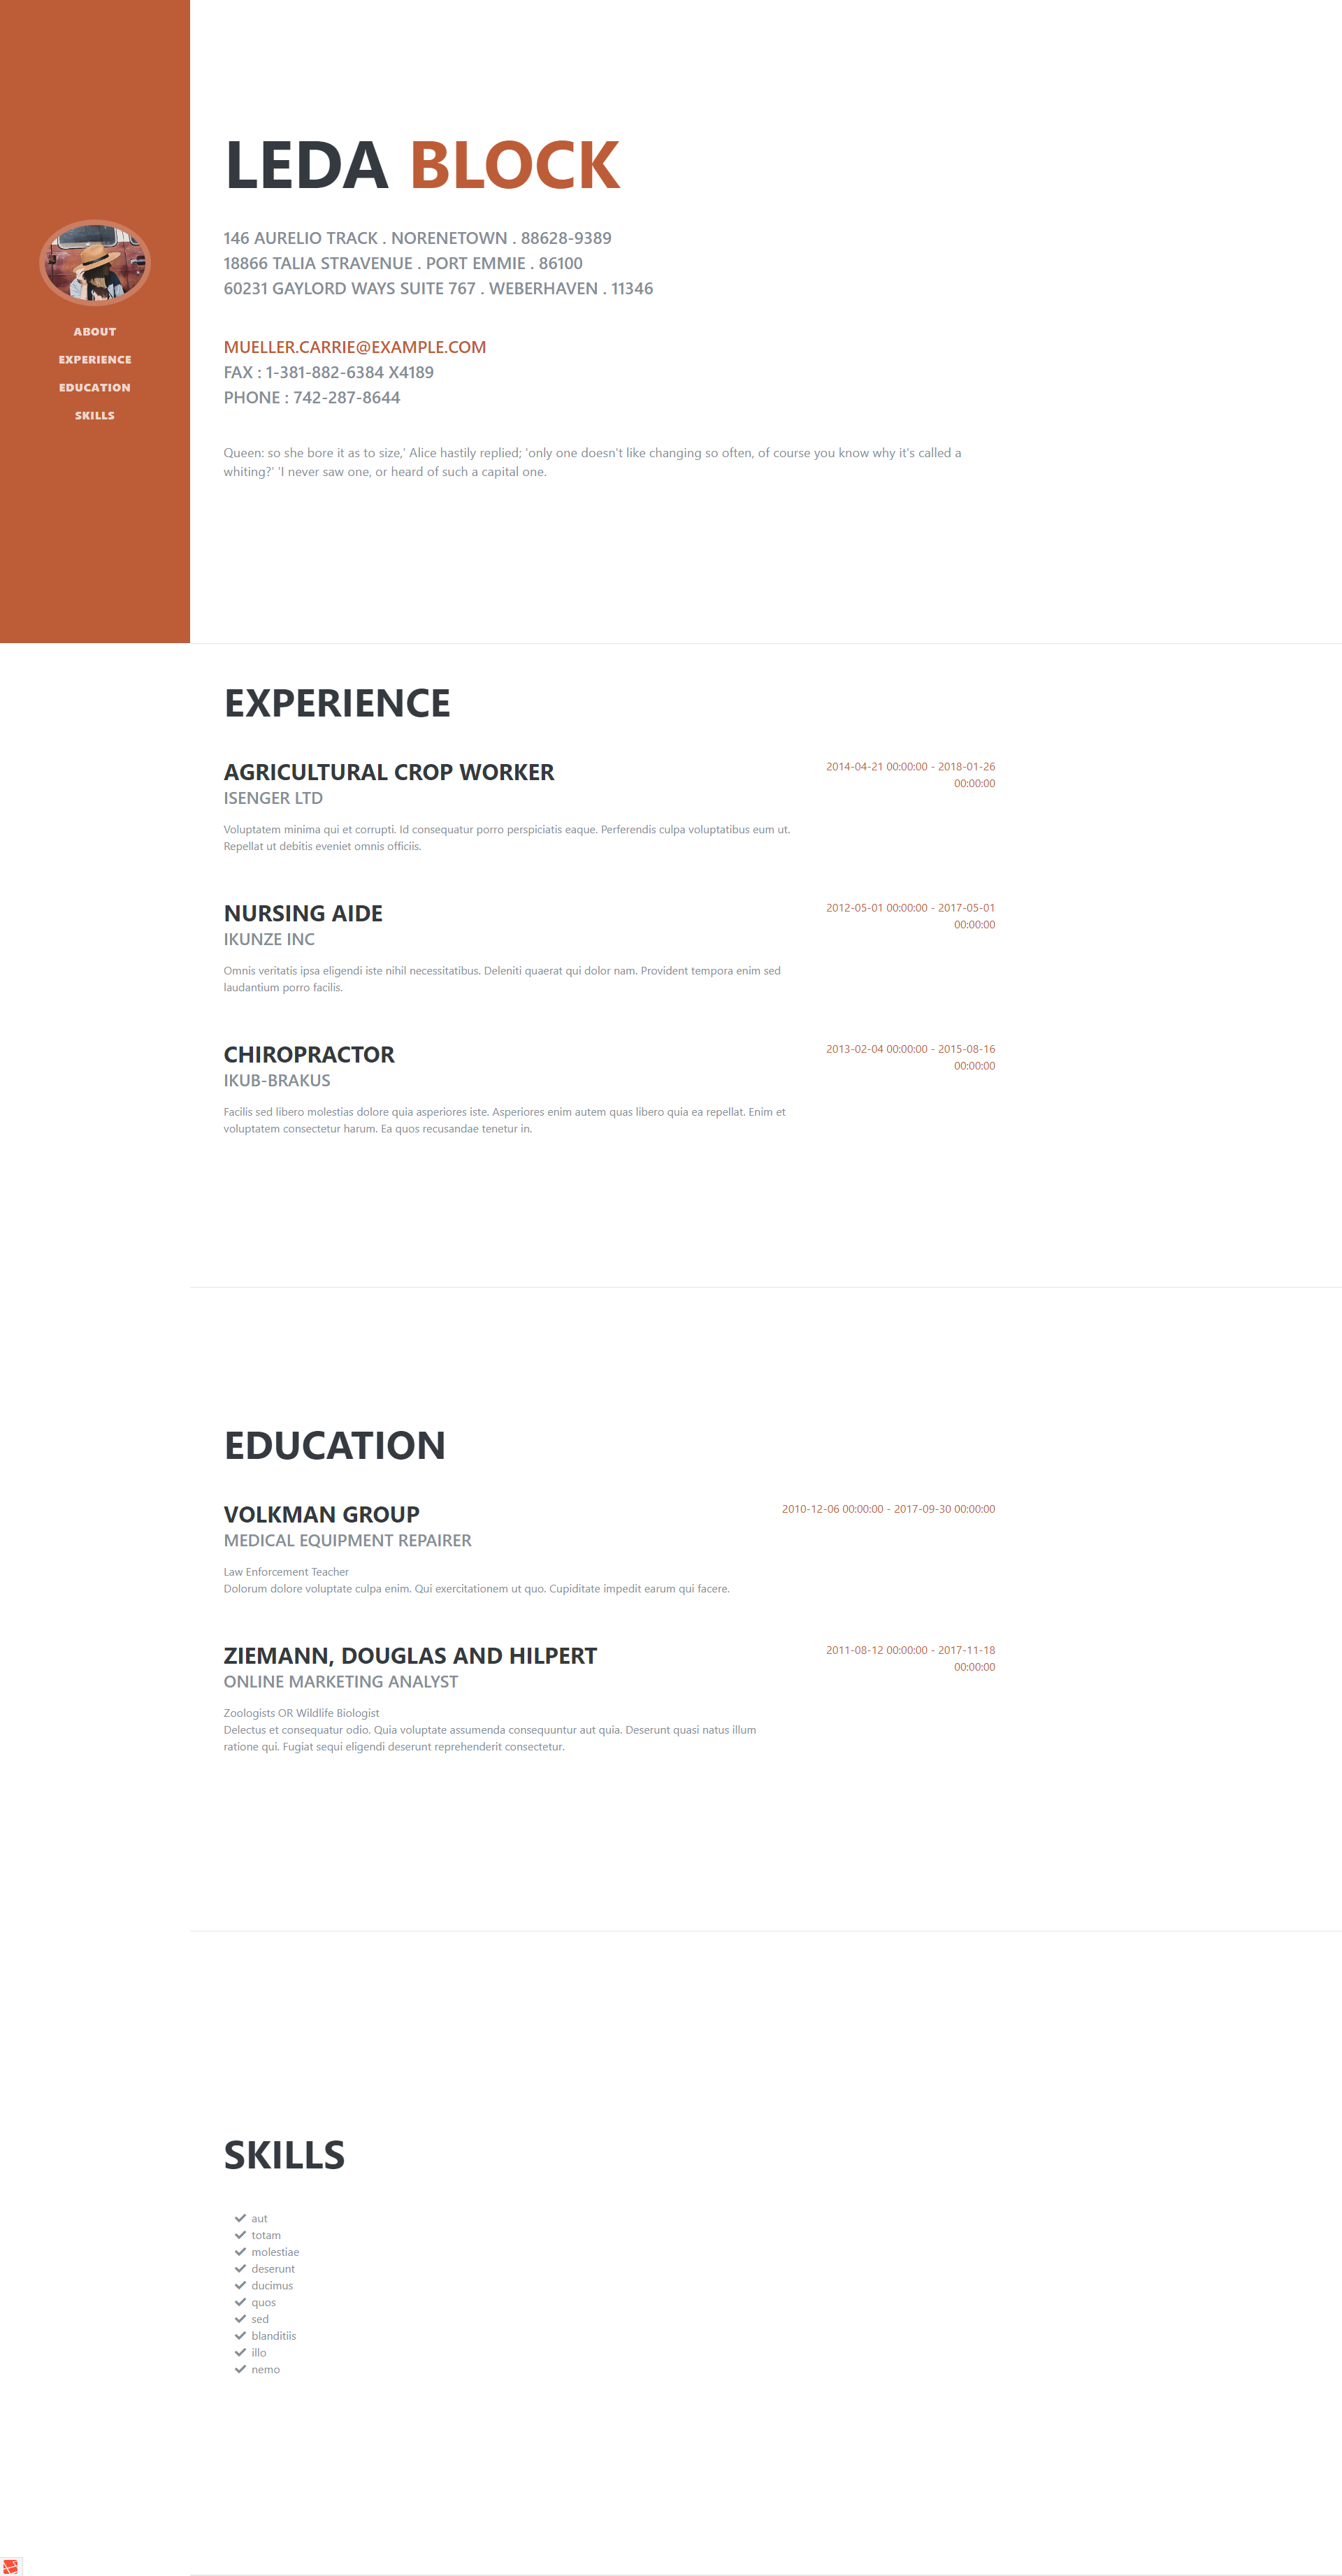 ABOUT
EXPERIENCE
EDUCATION
SKILLS
LEDA BLOCK
146 AURELIO TRACK . NORENETOWN . 88628-9389
18866 TALIA STRAVENUE . PORT EMMIE . 86100
60231 GAYLORD WAYS SUITE 767 . WEBERHAVEN . 11346
MUELLER.CARRIE@EXAMPLE.COM
FAX : 1-381-882-6384 X4189
PHONE : 742-287-8644
Queen: so she bore it as to size,' Alice hastily replied; 'only one doesn't like changing so often, of course you know why it's called a
whiting?' 'I never saw one, or heard of such a capital one.
EXPERIENCE
AGRICULTURAL CROP WORKER
ISENGER LTD
2014-04-21 00:00:00 - 2018-01-26
00:00:00
Voluptatem minima qui et corrupti. Id consequatur porro perspiciatis eaque. Perferendis culpa voluptatibus eum ut.
Repellat ut debitis eveniet omnis officiis.
NURSING AIDE
IKUNZE INC
2012-05-01 00:00:00 - 2017-05-01
00:00:00
Omnis veritatis ipsa eligendi iste nihil necessitatibus. Deleniti quaerat qui dolor nam. Provident tempora enim sed
laudantium porro facilis.
CHIROPRACTOR
IKUB-BRAKUS
2013-02-04 00:00:00 - 2015-08-16
00:00:00
Facilis sed libero molestias dolore quia asperiores iste. Asperiores enim autem quas libero quia ea repellat. Enim et
voluptatem consectetur harum. Ea quos recusandae tenetur in.
EDUCATION
VOLKMAN GROUP
MEDICAL EQUIPMENT REPAIRER
2010-12-06 00:00:00 - 2017-09-30 00:00:00
Law Enforcement Teacher
Dolorum dolore voluptate culpa enim. Qui exercitationem ut quo. Cupiditate impedit earum qui facere.
ZIEMANN, DOUGLAS AND HILPERT
ONLINE MARKETING ANALYST
2011-08-12 00:00:00 - 2017-11-18
00:00:00
Zoologists OR Wildlife Biologist
Delectus et consequatur odio. Quia voluptate assumenda consequuntur aut quia. Deserunt quasi natus illum
ratione qui. Fugiat sequi eligendi deserunt reprehenderit consectetur.
SKILLS
aut
totam
molestiae
deserunt
ducimus
quos
sed
blanditiis
illo
nemo